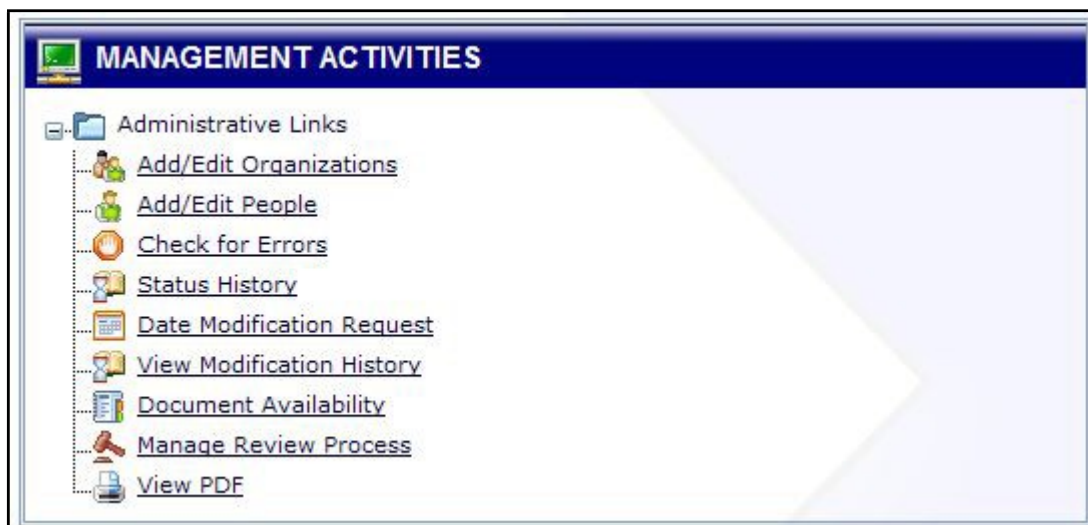 MANAGEMENT ACTIVITIES
Administrative Links
Add/Edit Organizations
Add/Edit People
Check for Errors
Status History
Date Modification Request
View Modification History
Document Availability
Manage Review Process
View PDF